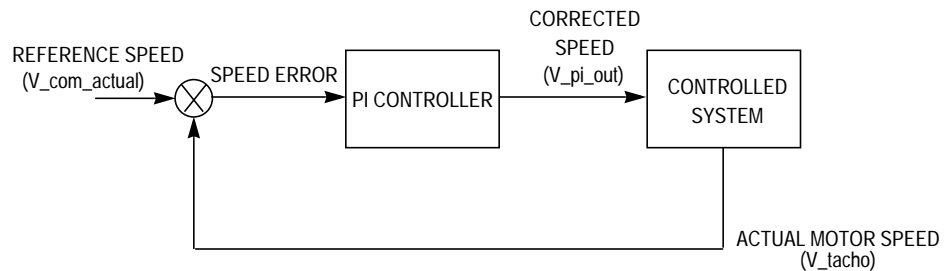 CORRECTED
SPEED
(V_pi_out)
REFERENCE SPEED
(V_com_actual)
SPEED ERROR
PI CONTROLLER
CONTROLLED
SYSTEM
ACTUAL MOTOR SPEED
(V_tacho)